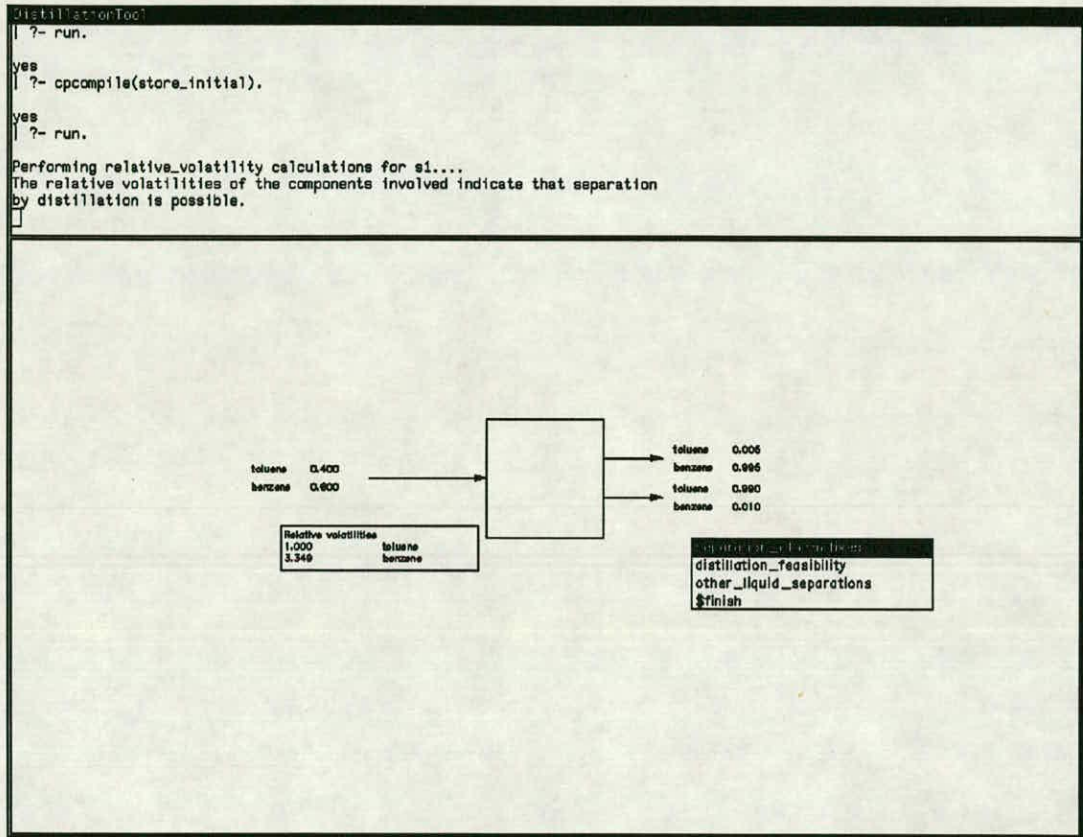 DistillationTool
| ?- run.
yes
| ?- cpcompile(store_initial).
yes
| ?- run.
Performing relative_volatility calculations for s1....
The relative volatilities of the components involved indicate that separation
by distillation is possible.
toluene 0.400
benzene 0.600
toluene 0.005
benzene 0.995
toluene 0.990
benzene 0.010
Relative volatilities
1.000 toluene
3.349 benzene
distillation_feasibility
other_liquid_separations
$finish